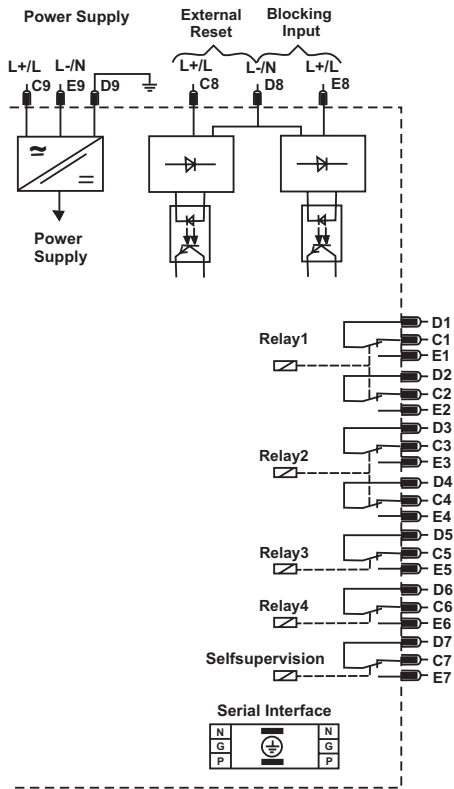 Power Supply
External Reset
Blocking Input
L+/L
L-/N
L+/L
L-/N
L+/L
C9
E9
D9
C8
D8
E8
Power Supply
D1
Relay1
C1
E1
D2
C2
E2
D3
C3
Relay2
E3
D4
C4
E4
D5
Relay3
C5
E5
D6
Relay4
C6
E6
D7
Selfsupervision
C7
E7
Serial Interface
N
N
G
G
P
P